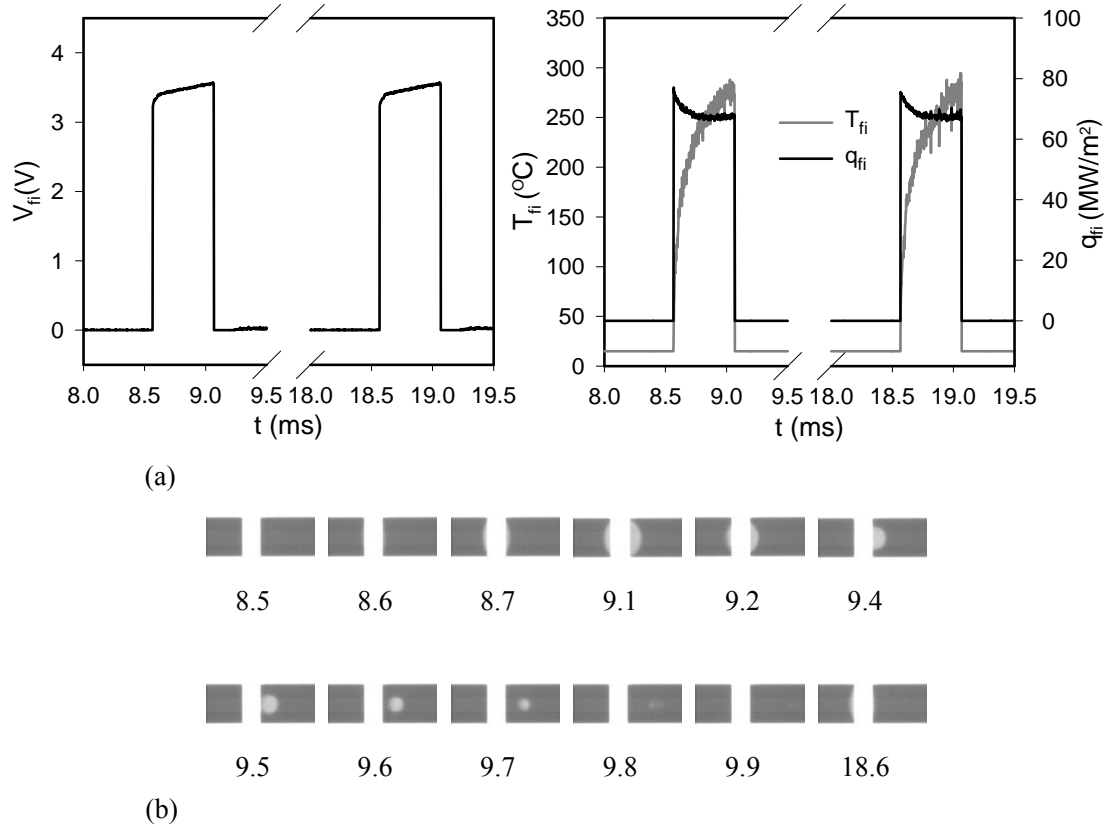 4
3
2
1
0
V_fi(V)
8.0 8.5 9.0 9.5 18.0 18.5 19.0 19.5
t (ms)
350
300
250
200
150
100
50
0
T_fi (°C)
T_fi
q_fi
100
80
60
40
20
0
q_fi (MW/m²)
8.0 8.5 9.0 9.5 18.0 18.5 19.0 19.5
t (ms)
(a)
8.5 8.6 8.7 9.1 9.2 9.4
9.5 9.6 9.7 9.8 9.9 18.6
(b)